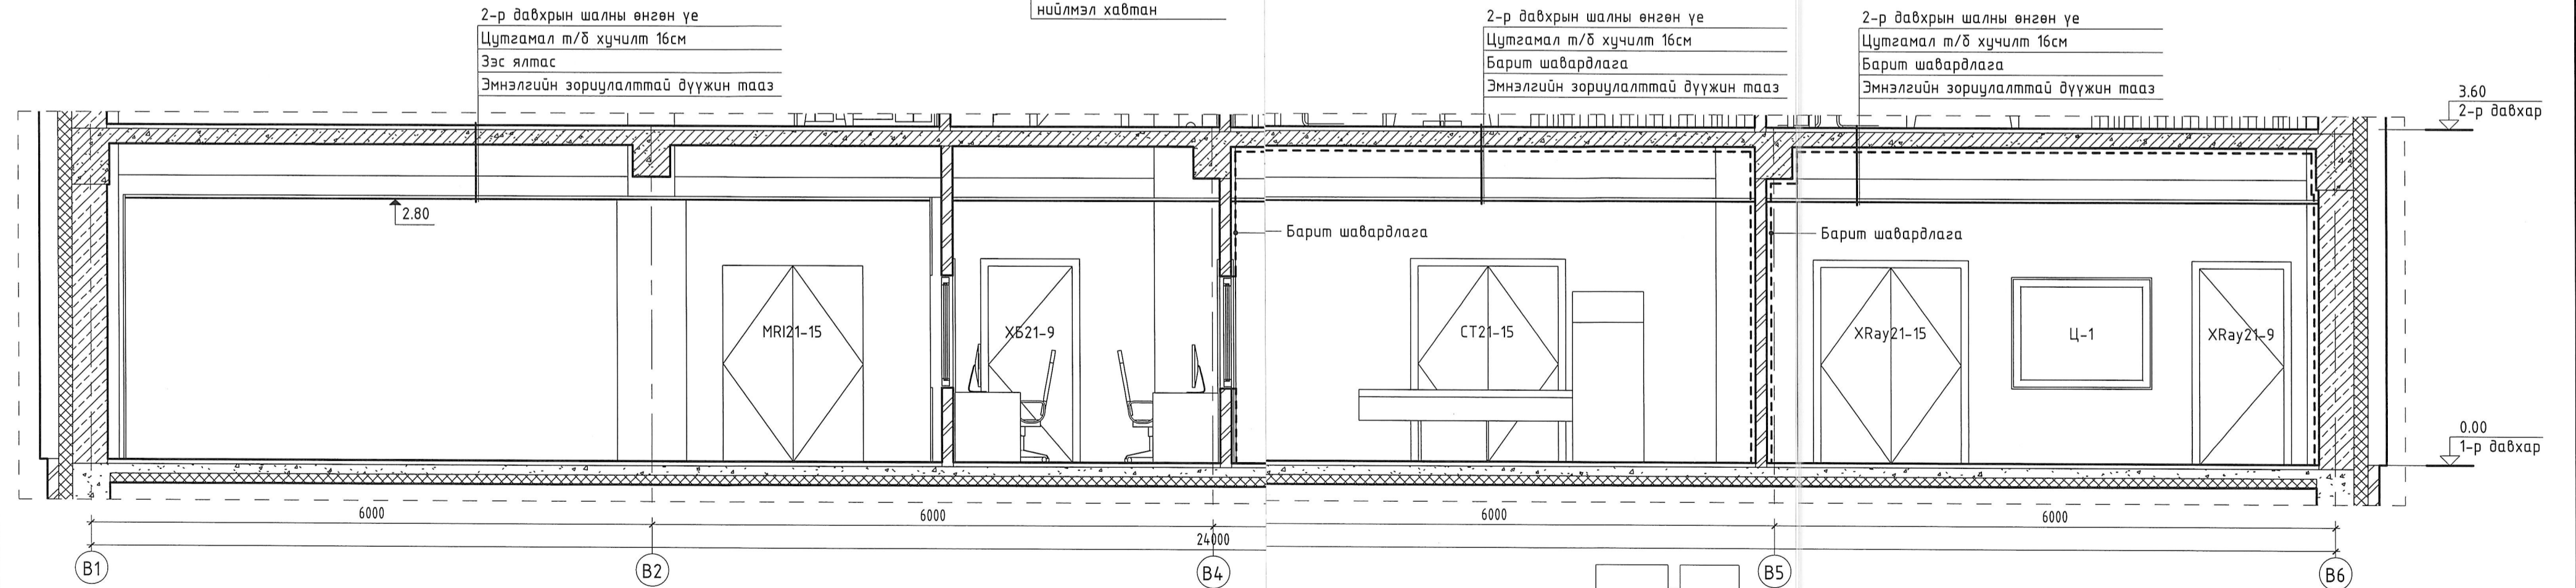 нийлмэл хавтан
2-р давхрын шалны өнгөн үе
Цутгамал т/б хучилт 16см
Зэс ялтас
Эмнэлгийн зориулалттай дүүжин тааз
2-р давхрын шалны өнгөн үе
Цутгамал т/б хучилт 16см
Барит шавардлага
Эмнэлгийн зориулалттай дүүжин тааз
2-р давхрын шалны өнгөн үе
Цутгамал т/б хучилт 16см
Барит шавардлага
Эмнэлгийн зориулалттай дүүжин тааз
3.60
2-р давхар
2.80
Барит шавардлага
Барит шавардлага
MRI21-15
ХБ21-9
CT21-15
XRay21-15
Ц-1
XRay21-9
0.00
1-р давхар
6000
6000
6000
6000
24000
B1
B2
B4
B5
B6